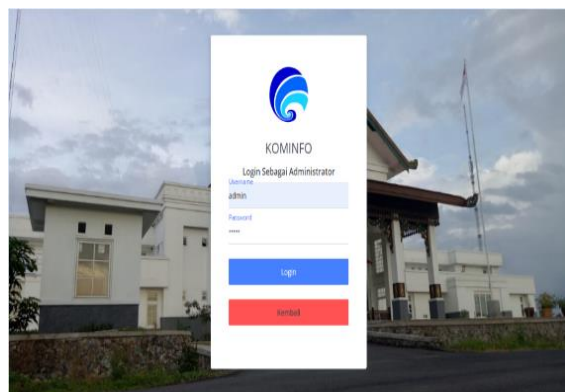 KOMINFO
Login Sebagai Administrator
Username
admin
Password
•••••
Login
Kembali